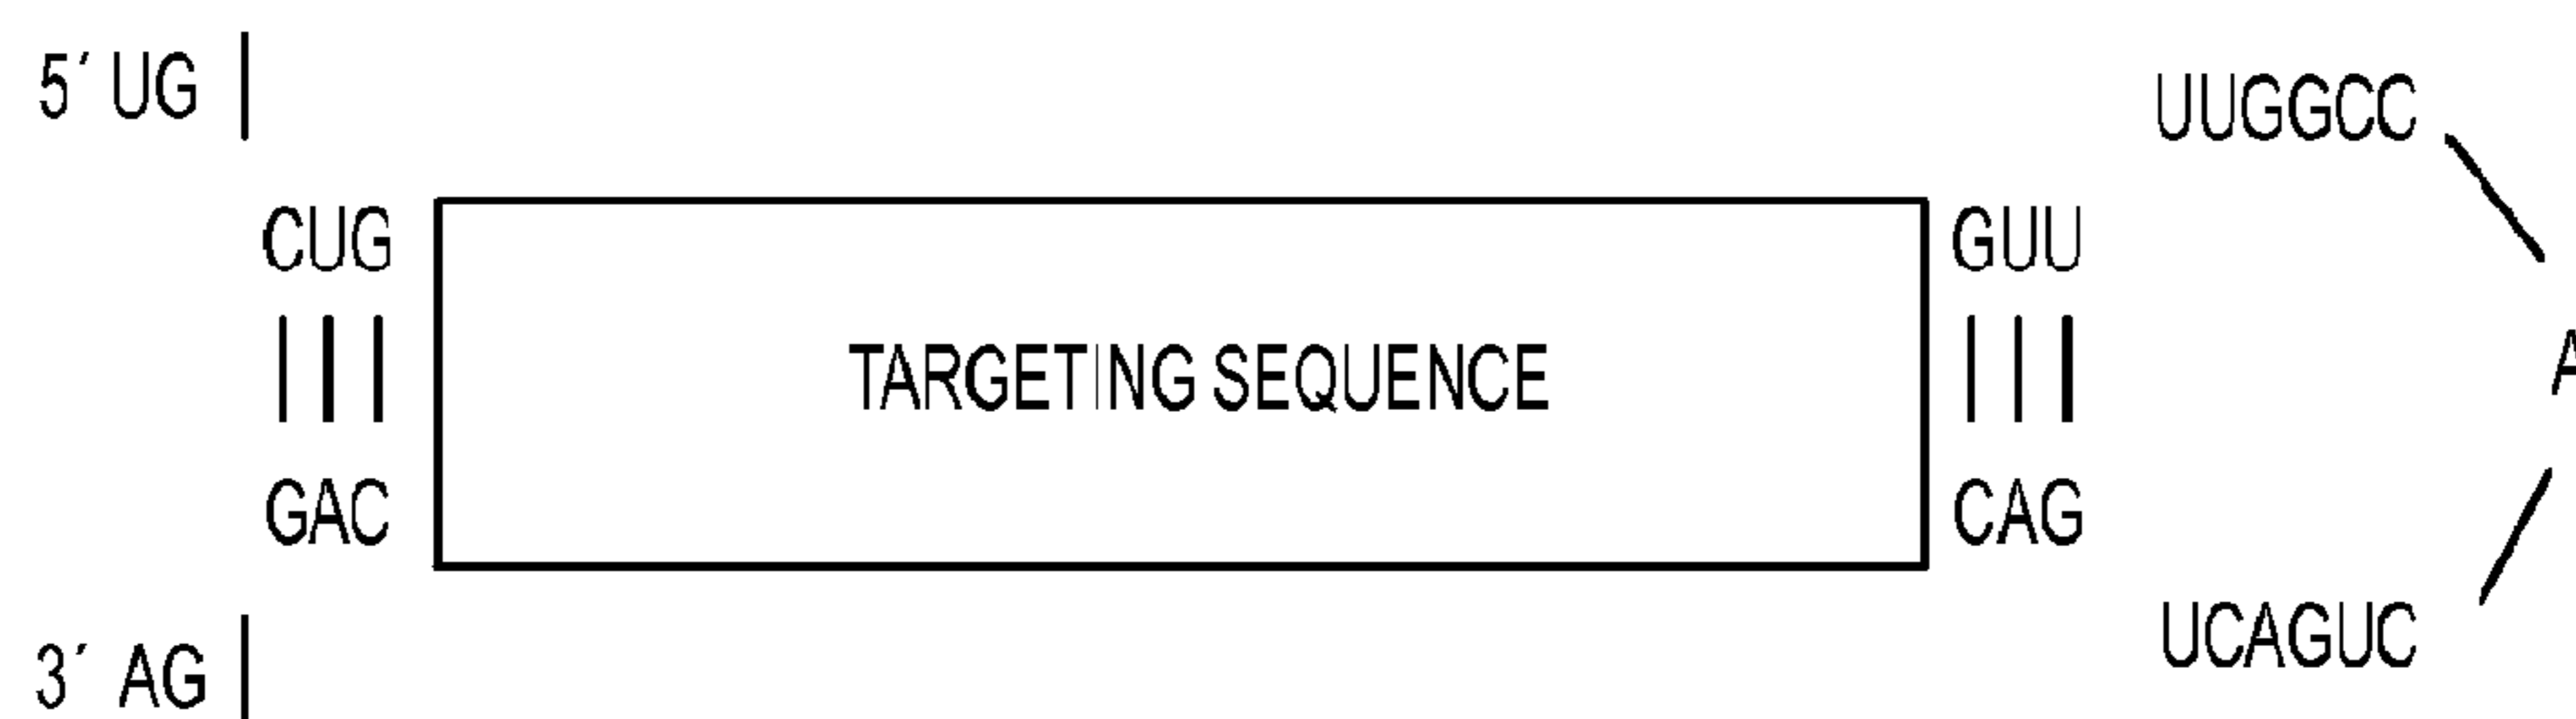 5´ UG
UUGGCC
CUG GUU
TARGETING SEQUENCE A
GAC CAG
UCAGUC
3´ AG